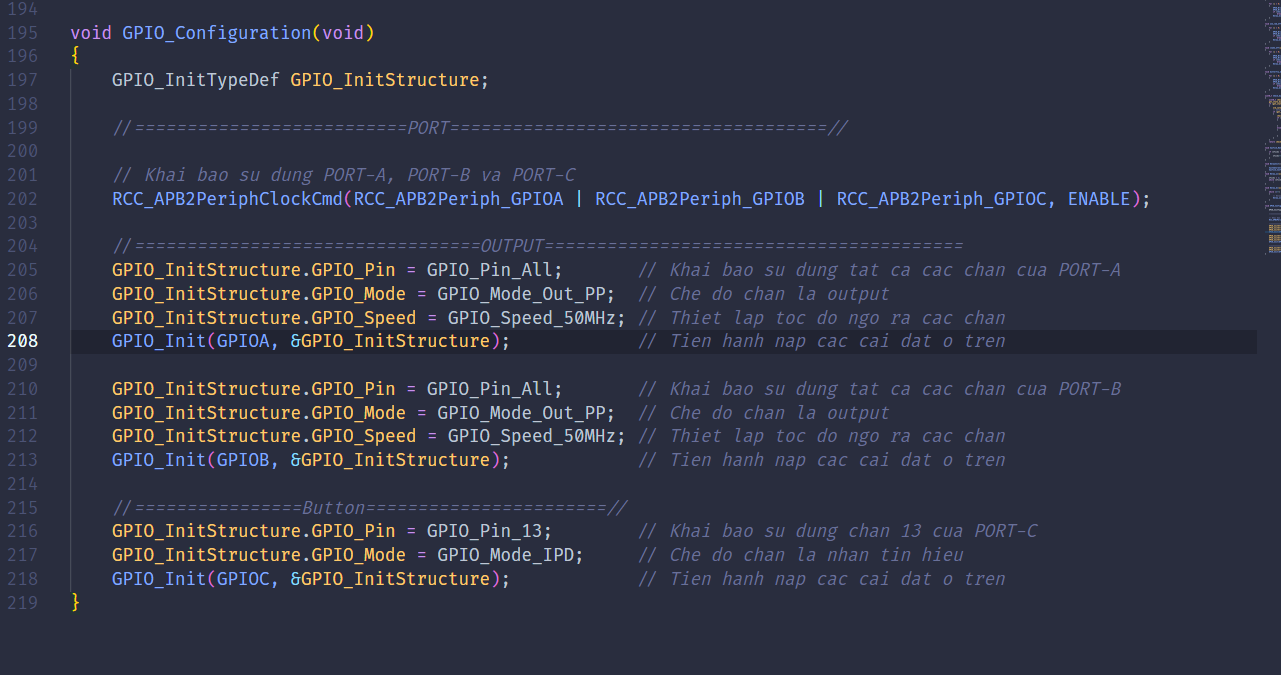 194
195 void GPIO_Configuration(void)
196 {
197 GPIO_InitTypeDef GPIO_InitStructure;
198
199 //==========================PORT====================================//
200
201 // Khai bao su dung PORT-A, PORT-B va PORT-C
202 RCC_APB2PeriphClockCmd(RCC_APB2Periph_GPIOA | RCC_APB2Periph_GPIOB | RCC_APB2Periph_GPIOC, ENABLE);
203
204 //=================================OUTPUT========================================
205 GPIO_InitStructure.GPIO_Pin = GPIO_Pin_All; // Khai bao su dung tat ca cac chan cua PORT-A
206 GPIO_InitStructure.GPIO_Mode = GPIO_Mode_Out_PP; // Che do chan la output
207 GPIO_InitStructure.GPIO_Speed = GPIO_Speed_50MHz; // Thiet lap toc do ngo ra cac chan
208 GPIO_Init(GPIOA, &GPIO_InitStructure); // Tien hanh nap cac cai dat o tren
209
210 GPIO_InitStructure.GPIO_Pin = GPIO_Pin_All; // Khai bao su dung tat ca cac chan cua PORT-B
211 GPIO_InitStructure.GPIO_Mode = GPIO_Mode_Out_PP; // Che do chan la output
212 GPIO_InitStructure.GPIO_Speed = GPIO_Speed_50MHz; // Thiet lap toc do ngo ra cac chan
213 GPIO_Init(GPIOB, &GPIO_InitStructure); // Tien hanh nap cac cai dat o tren
214
215 //================Button=======================//
216 GPIO_InitStructure.GPIO_Pin = GPIO_Pin_13; // Khai bao su dung chan 13 cua PORT-C
217 GPIO_InitStructure.GPIO_Mode = GPIO_Mode_IPD; // Che do chan la nhan tin hieu
218 GPIO_Init(GPIOC, &GPIO_InitStructure); // Tien hanh nap cac cai dat o tren
219 }